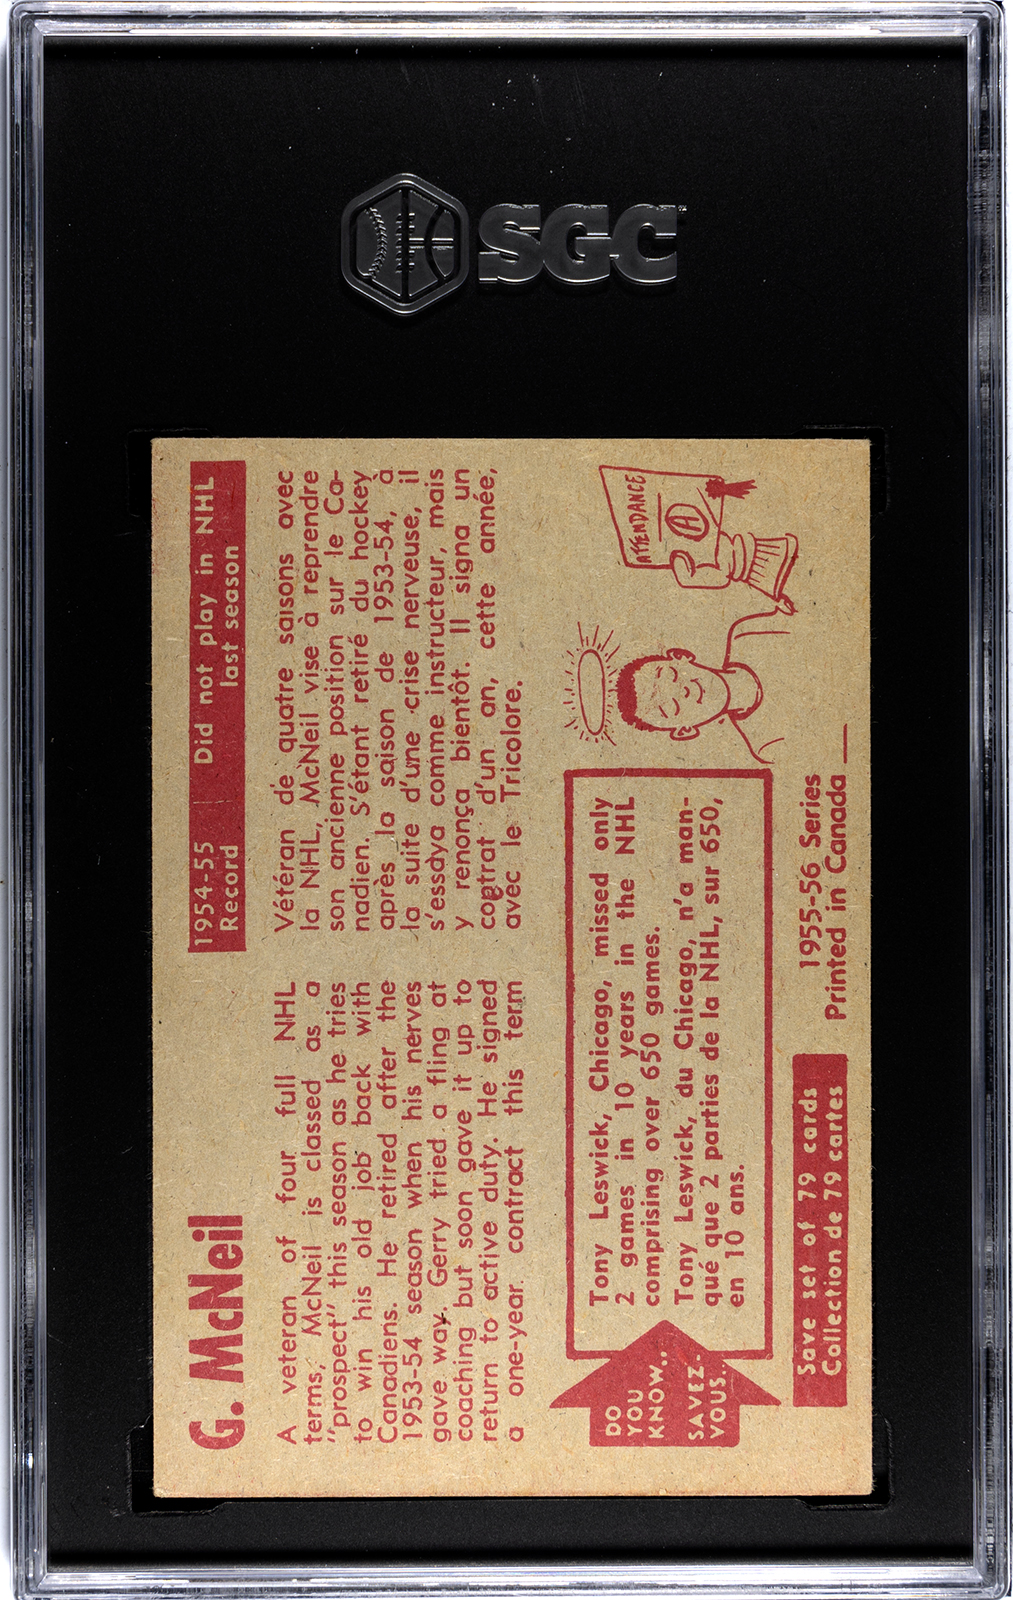 SGC
G. McNeil
1954-55
Record
Did not play in NHL
last season
A veteran of four full NHL
terms, McNeil is classed as a
"prospect" this season as he tries
to win his old job back with
Canadiens. He retired after the
1953-54 season when his nerves
gave way. Gerry tried a fling at
coaching but soon gave it up to
return to active duty. He signed
a one-year contract this term
Vétéran de quatre saisons avec
la NHL, McNeil vise à reprendre
son ancienne position sur le Ca-
nadien. S'étant retiré du hockey
après la saison de 1953-54, à
la suite d'une crise nerveuse, il
s'essaya comme instructeur, mais
y renonça bientôt. Il signa un
cogtrat d'un an, cette année,
avec le Tricolore.
DO
YOU
KNOW..
SAVEZ-
VOUS..
Tony Leswick, Chicago, missed only
2 games in 10 years in the NHL
comprising over 650 games.
Tony Leswick, du Chicago, n'a man-
qué que 2 parties de la NHL, sur 650,
en 10 ans.
ATTENDANCE
A
Save set of 79 cards
Collection de 79 cartes
1955-56 Series
Printed in Canada